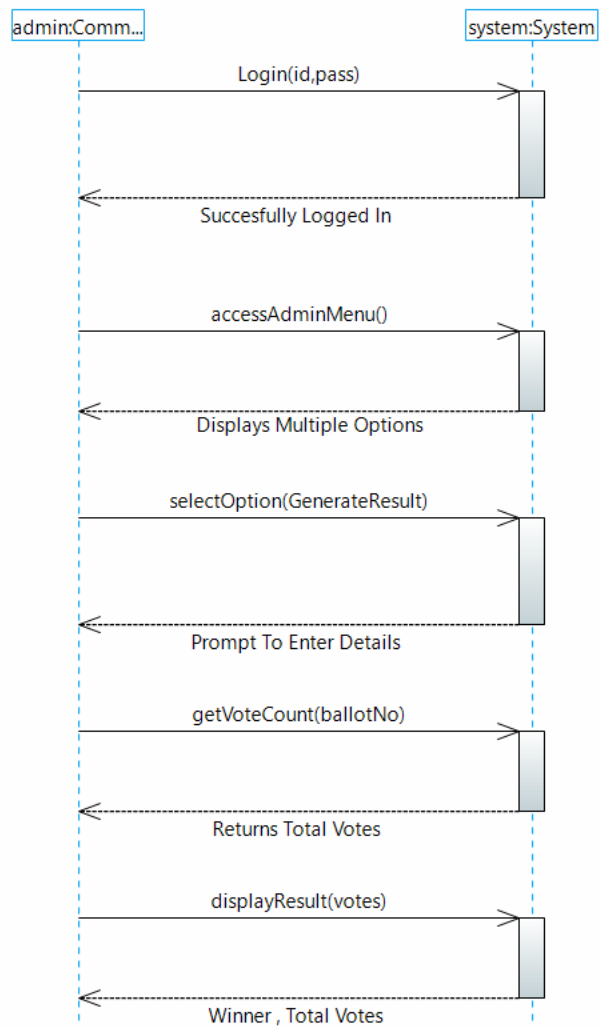 admin:Comm...
system:System
Login(id,pass)
Succesfully Logged In
accessAdminMenu()
Displays Multiple Options
selectOption(GenerateResult)
Prompt To Enter Details
getVoteCount(ballotNo)
Returns Total Votes
displayResult(votes)
Winner , Total Votes